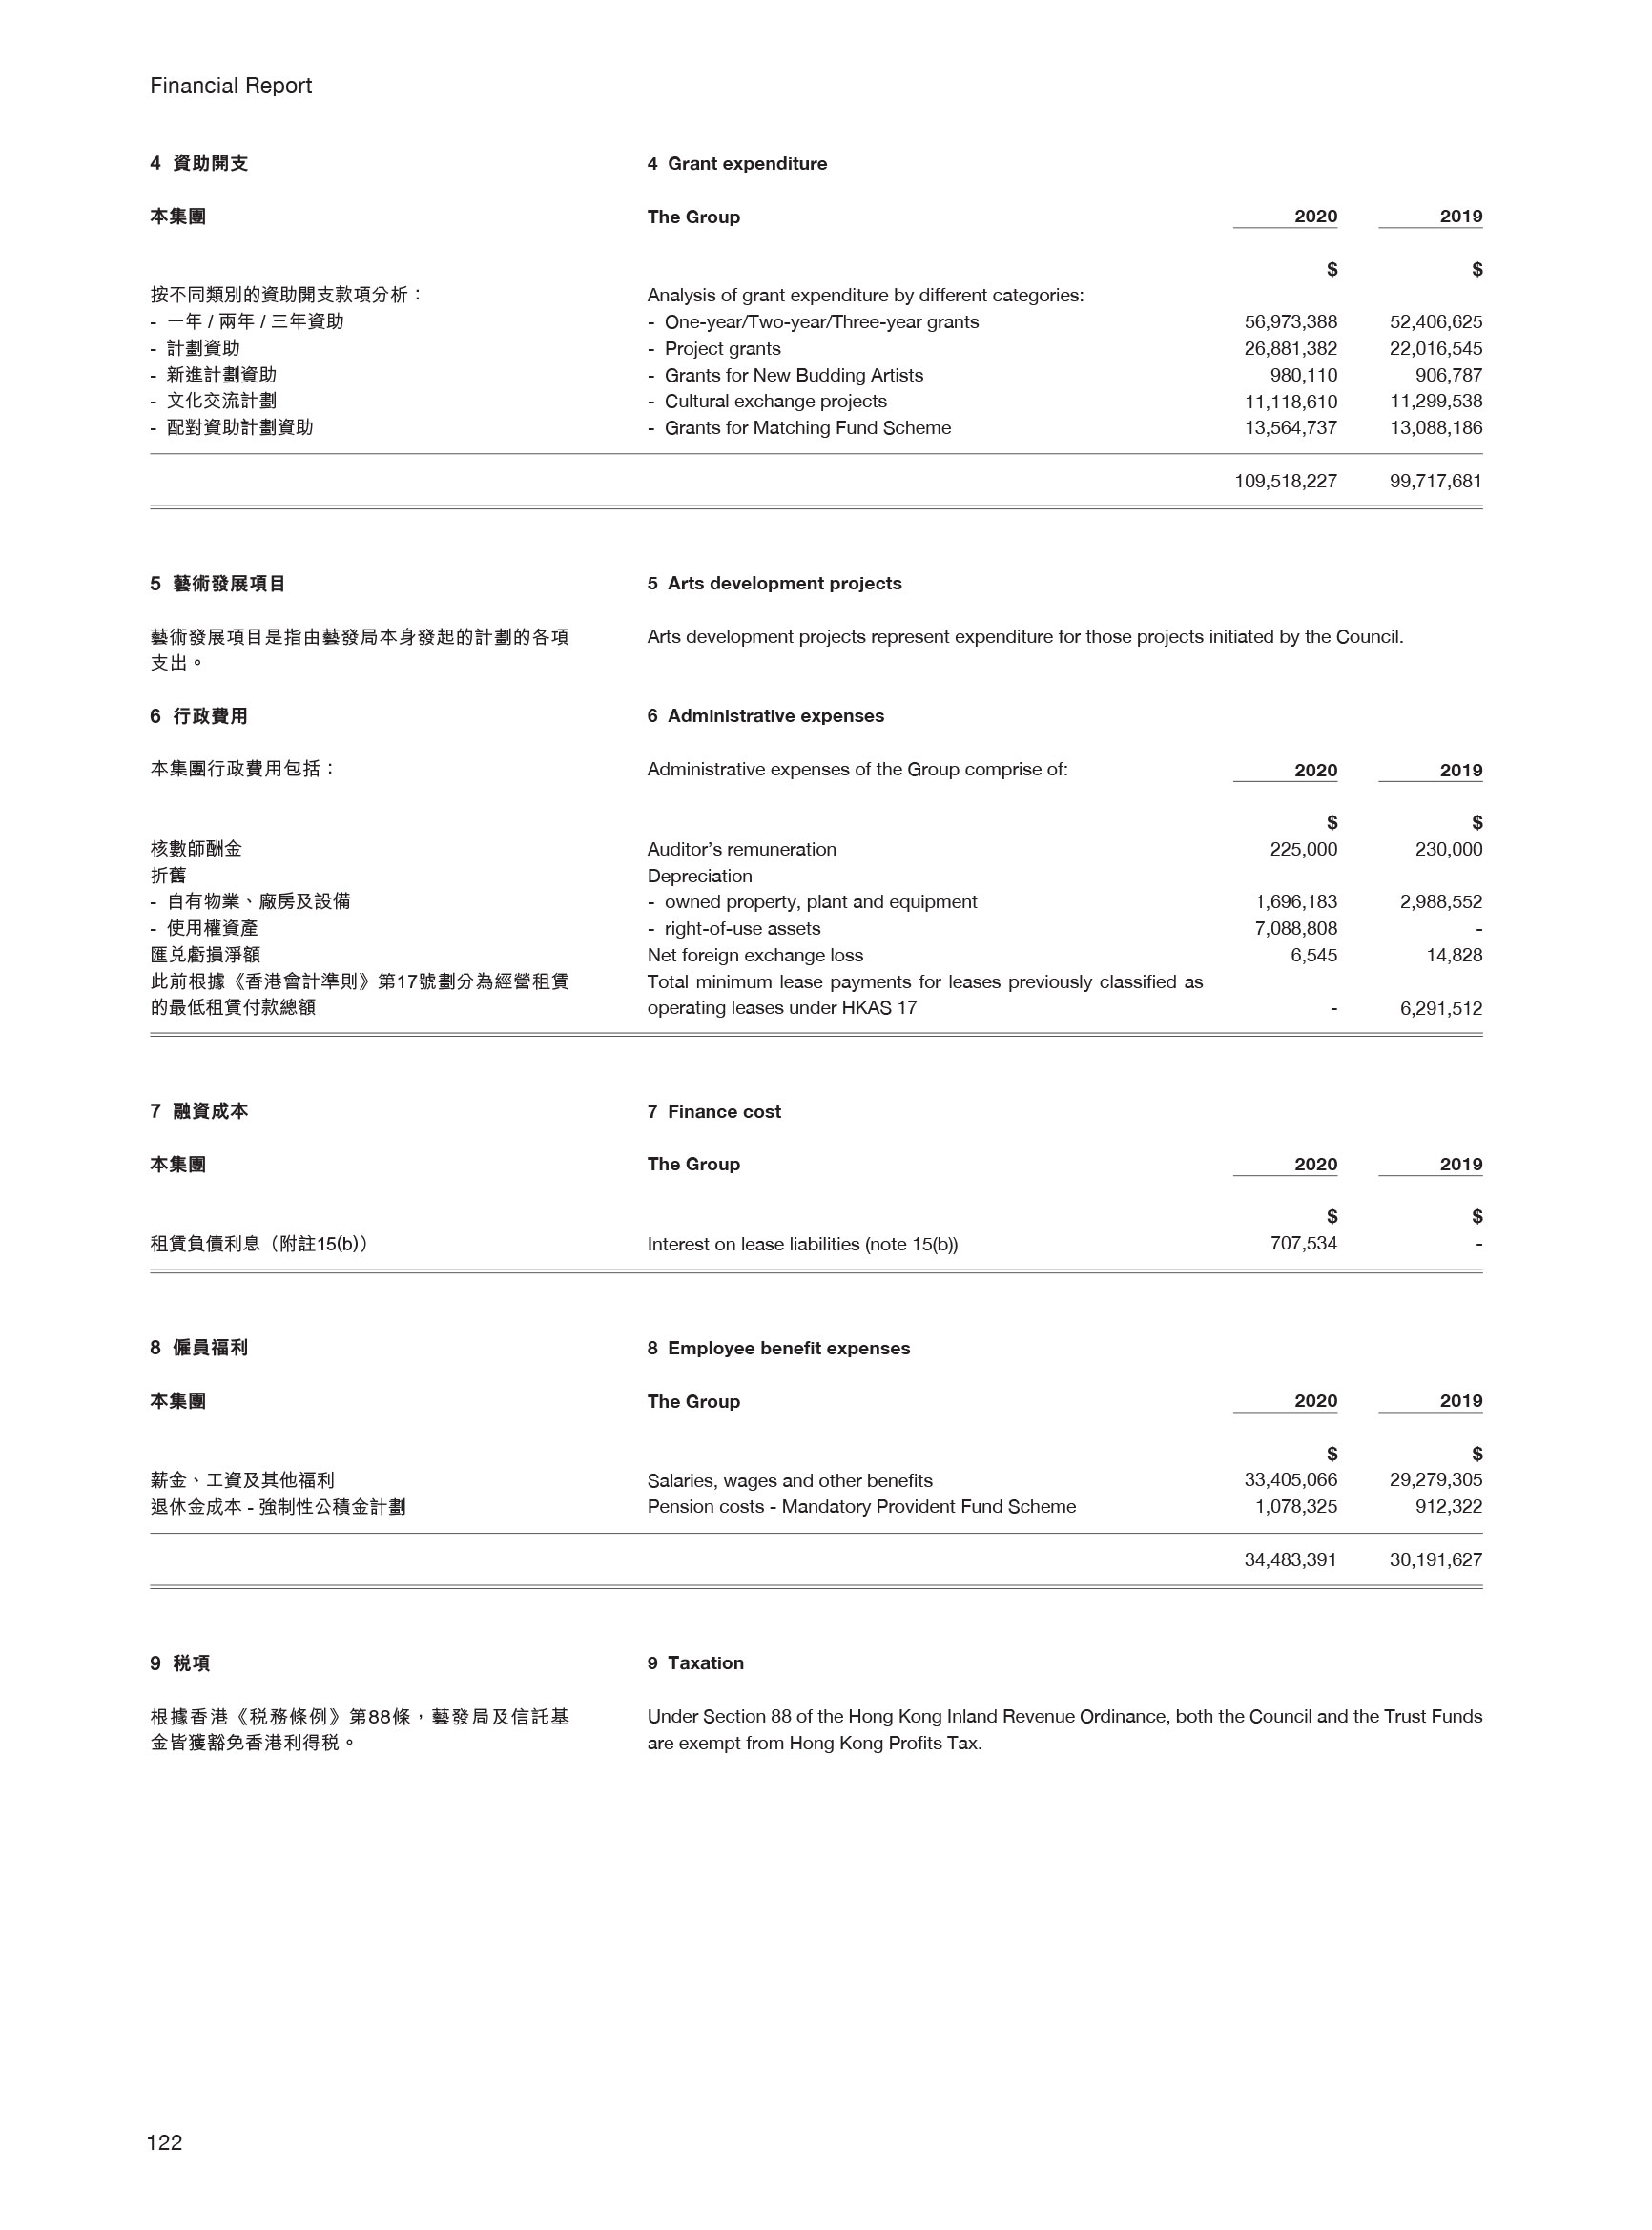 Financial Report
4 資助開支
4 Grant expenditure
本集團
The Group
2020 2019
$ $
按不同類別的資助開支款項分析：
Analysis of grant expenditure by different categories:
- 一年 / 兩年 / 三年資助
- One-year/Two-year/Three-year grants 56,973,388 52,406,625
- 計劃資助
- Project grants 26,881,382 22,016,545
- 新進計劃資助
- Grants for New Budding Artists 980,110 906,787
- 文化交流計劃
- Cultural exchange projects 11,118,610 11,299,538
- 配對資助計劃資助
- Grants for Matching Fund Scheme 13,564,737 13,088,186
109,518,227 99,717,681
5 藝術發展項目
5 Arts development projects
藝術發展項目是指由藝發局本身發起的計劃的各項
支出。
Arts development projects represent expenditure for those projects initiated by the Council.
6 行政費用
6 Administrative expenses
本集團行政費用包括：
Administrative expenses of the Group comprise of: 2020 2019
$ $
核數師酬金
Auditor’s remuneration 225,000 230,000
折舊
Depreciation
- 自有物業、廠房及設備
- owned property, plant and equipment 1,696,183 2,988,552
- 使用權資產
- right-of-use assets 7,088,808 -
匯兑虧損淨額
Net foreign exchange loss 6,545 14,828
此前根據《香港會計準則》第17號劃分為經營租賃
的最低租賃付款總額
Total minimum lease payments for leases previously classified as
operating leases under HKAS 17 - 6,291,512
7 融資成本
7 Finance cost
本集團
The Group 2020 2019
$ $
租賃負債利息（附註15(b)）
Interest on lease liabilities (note 15(b)) 707,534 -
8 僱員福利
8 Employee benefit expenses
本集團
The Group 2020 2019
$ $
薪金、工資及其他福利
Salaries, wages and other benefits 33,405,066 29,279,305
退休金成本 - 強制性公積金計劃
Pension costs - Mandatory Provident Fund Scheme 1,078,325 912,322
34,483,391 30,191,627
9 税項
9 Taxation
根據香港《税務條例》第88條，藝發局及信託基
金皆獲豁免香港利得税。
Under Section 88 of the Hong Kong Inland Revenue Ordinance, both the Council and the Trust Funds
are exempt from Hong Kong Profits Tax.
122